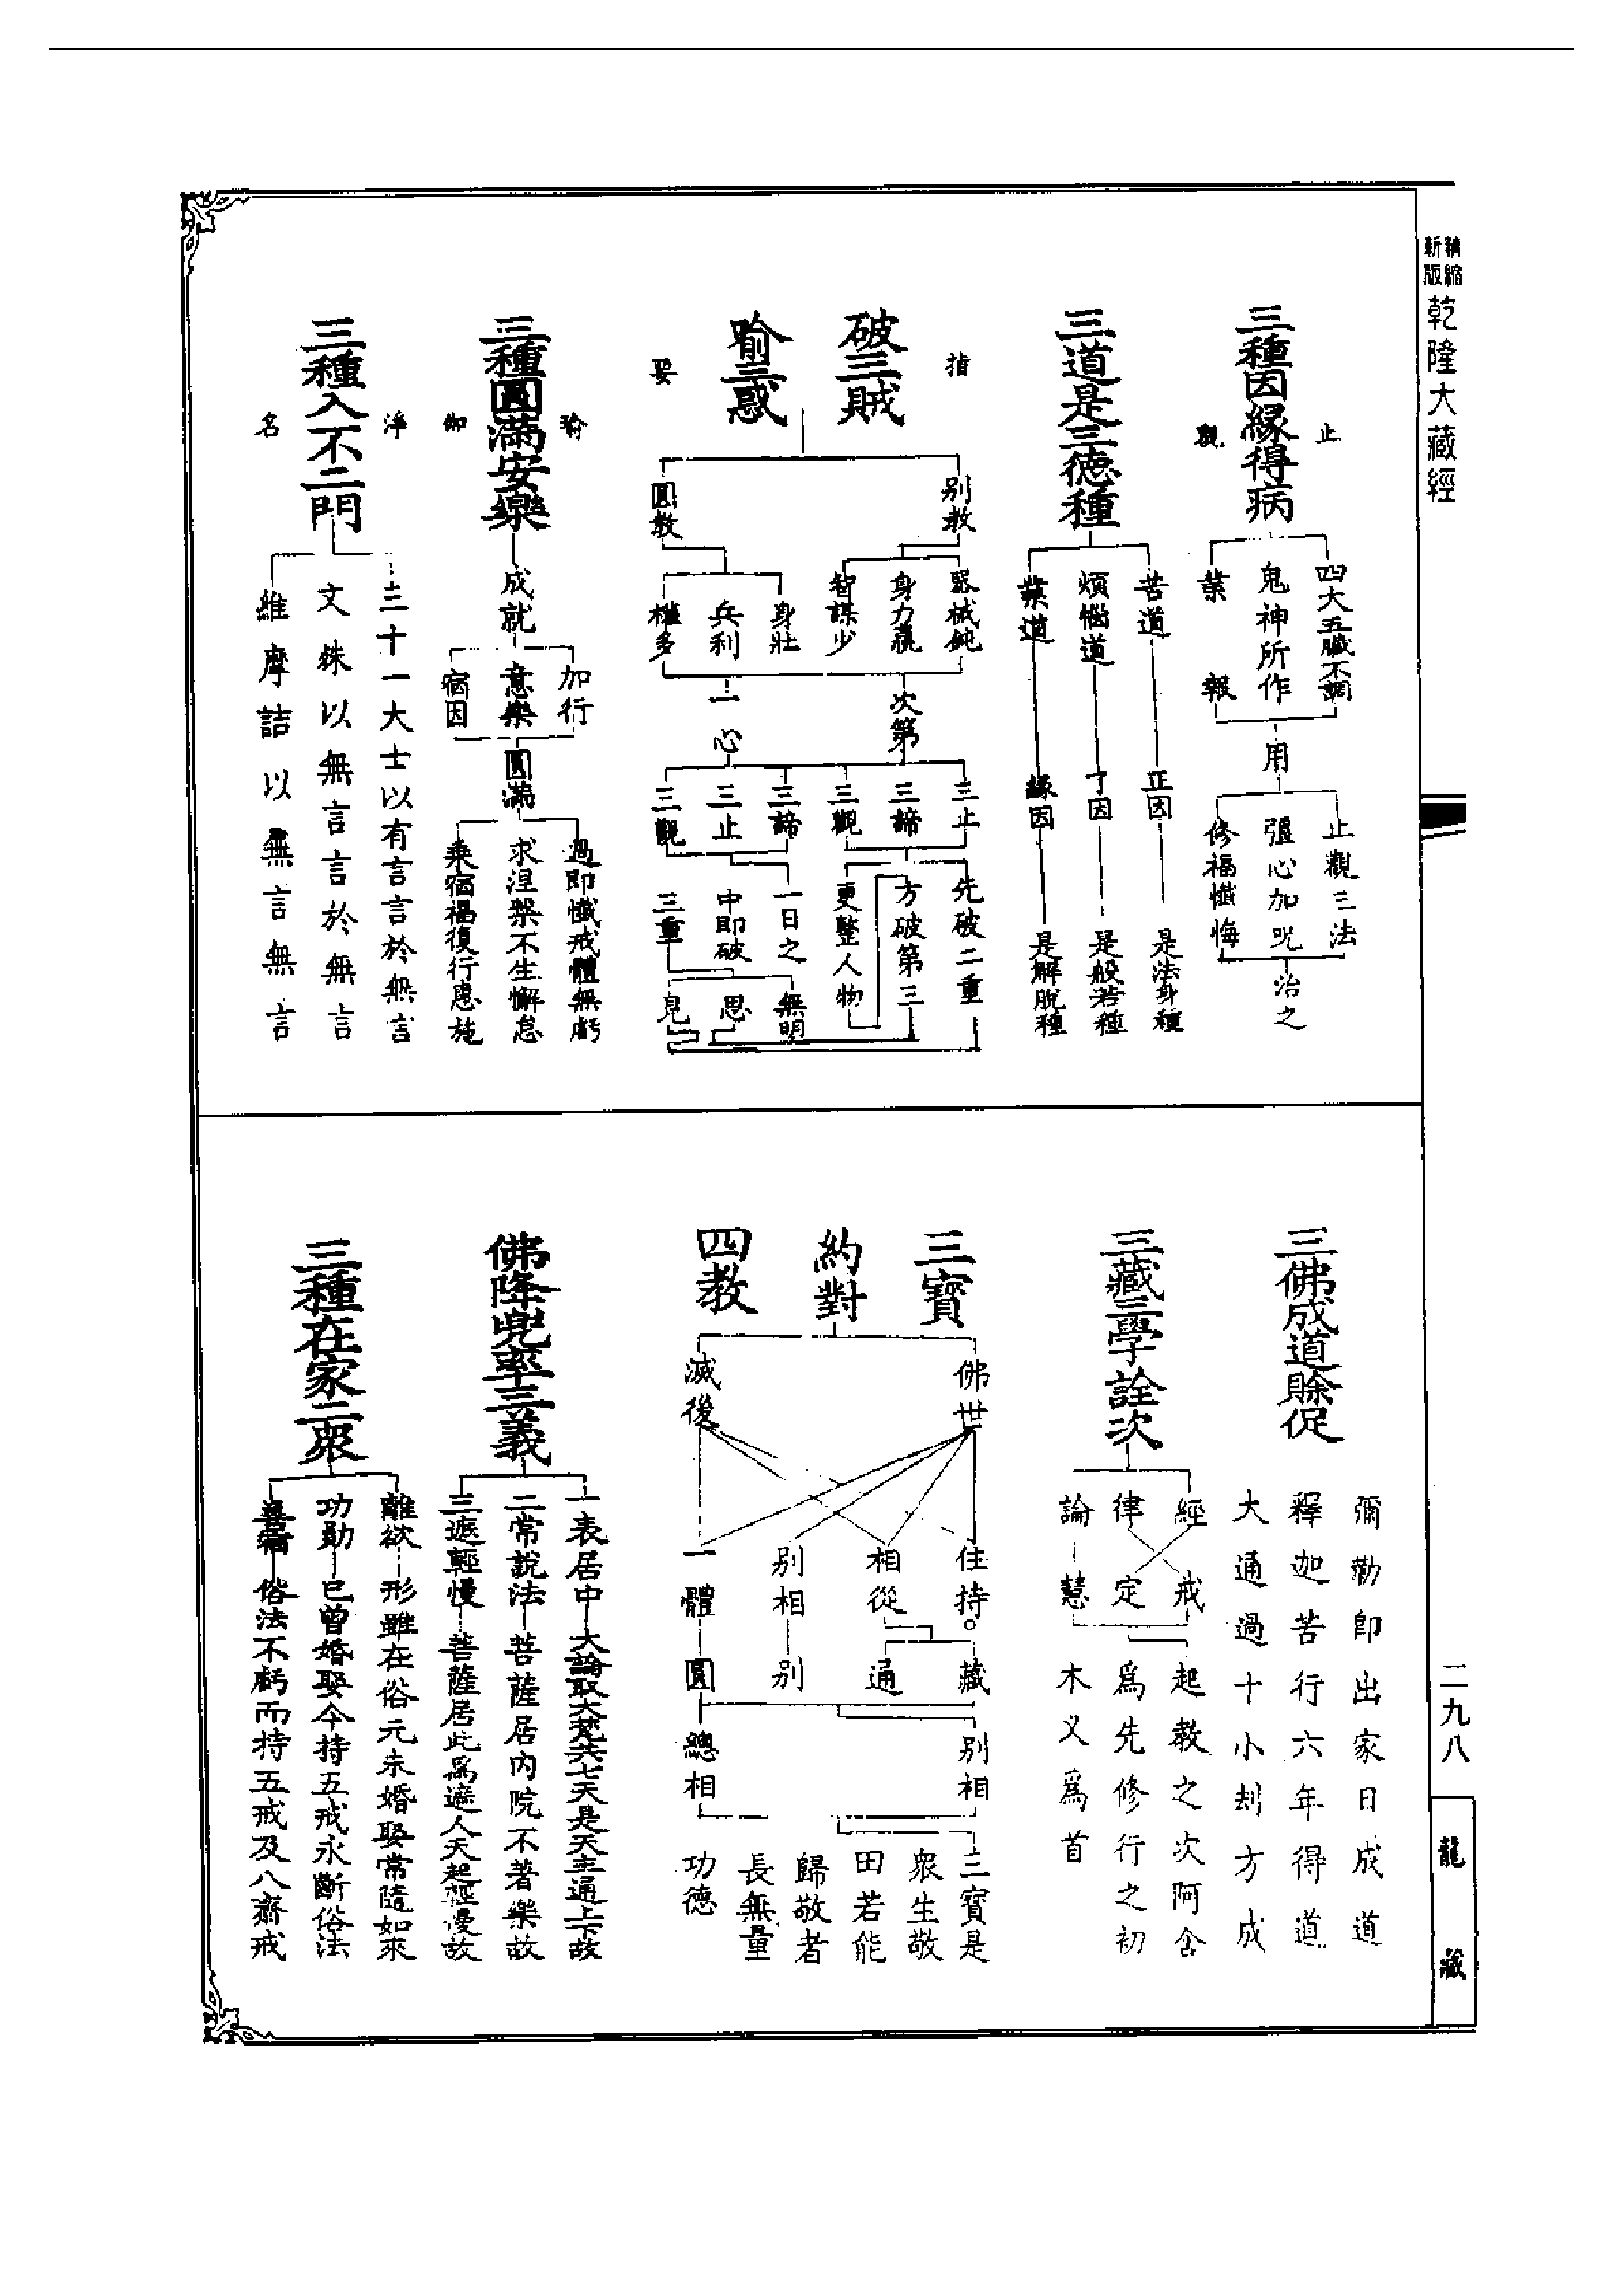 精縮
新版
乾隆大藏經
三種因緣得病
止
觀
四大五臟不調
鬼神所作
業報
用
止觀三法
強心加呪
修福懺悔
治之
三道是三德種
苦道
煩惱道
業道
正因
了因
緣因
是法身種
是般若種
是解脫種
破三賊
喻三惑
指
要
別教
圓教
器械鈍
身力羸
智謀少
身壯
兵利
權多
次第
一心
三止
三諦
三觀
三諦
三止
三觀
先破二重
方破第三
更整人物
一日之
中即破
三重
無明
思
見
三種圓滿安樂
瑜
伽
成就
加行
意樂
宿因
圓滿
過即懺戒體無虧
求涅槃不生懈怠
乘宿福復行惠施
三種入不二門
淨
名
三十一大士以有言言於無言
文殊以無言言於無言
維摩詰以無言無言
三佛成道賖促
彌勒即出家日成道
釋迦苦行六年得道
大通過十小劫方成
三藏三學詮次
經
律
論
戒
定
慧
起教之次阿含
為先修行之初
木叉為首
三寶
約對
四教
佛世
滅後
住持。
相從
別相
一體
藏
通
別
圓
別相
總相
三寶是
衆生敬
田若能
歸敬者
長無量
功德
佛降兜率三義
一表居中
大論取大梵共七天是天主通上下故
二常說法
菩薩居內院不著樂故
三遮輕慢
菩薩居此為遮人天起輕慢故
三種在家二眾
離欲
形雖在俗元未婚娶常隨如來
功勛
已曾婚娶今持五戒永斷俗法
俗法不虧而持五戒及八齋戒
二九八
龍藏